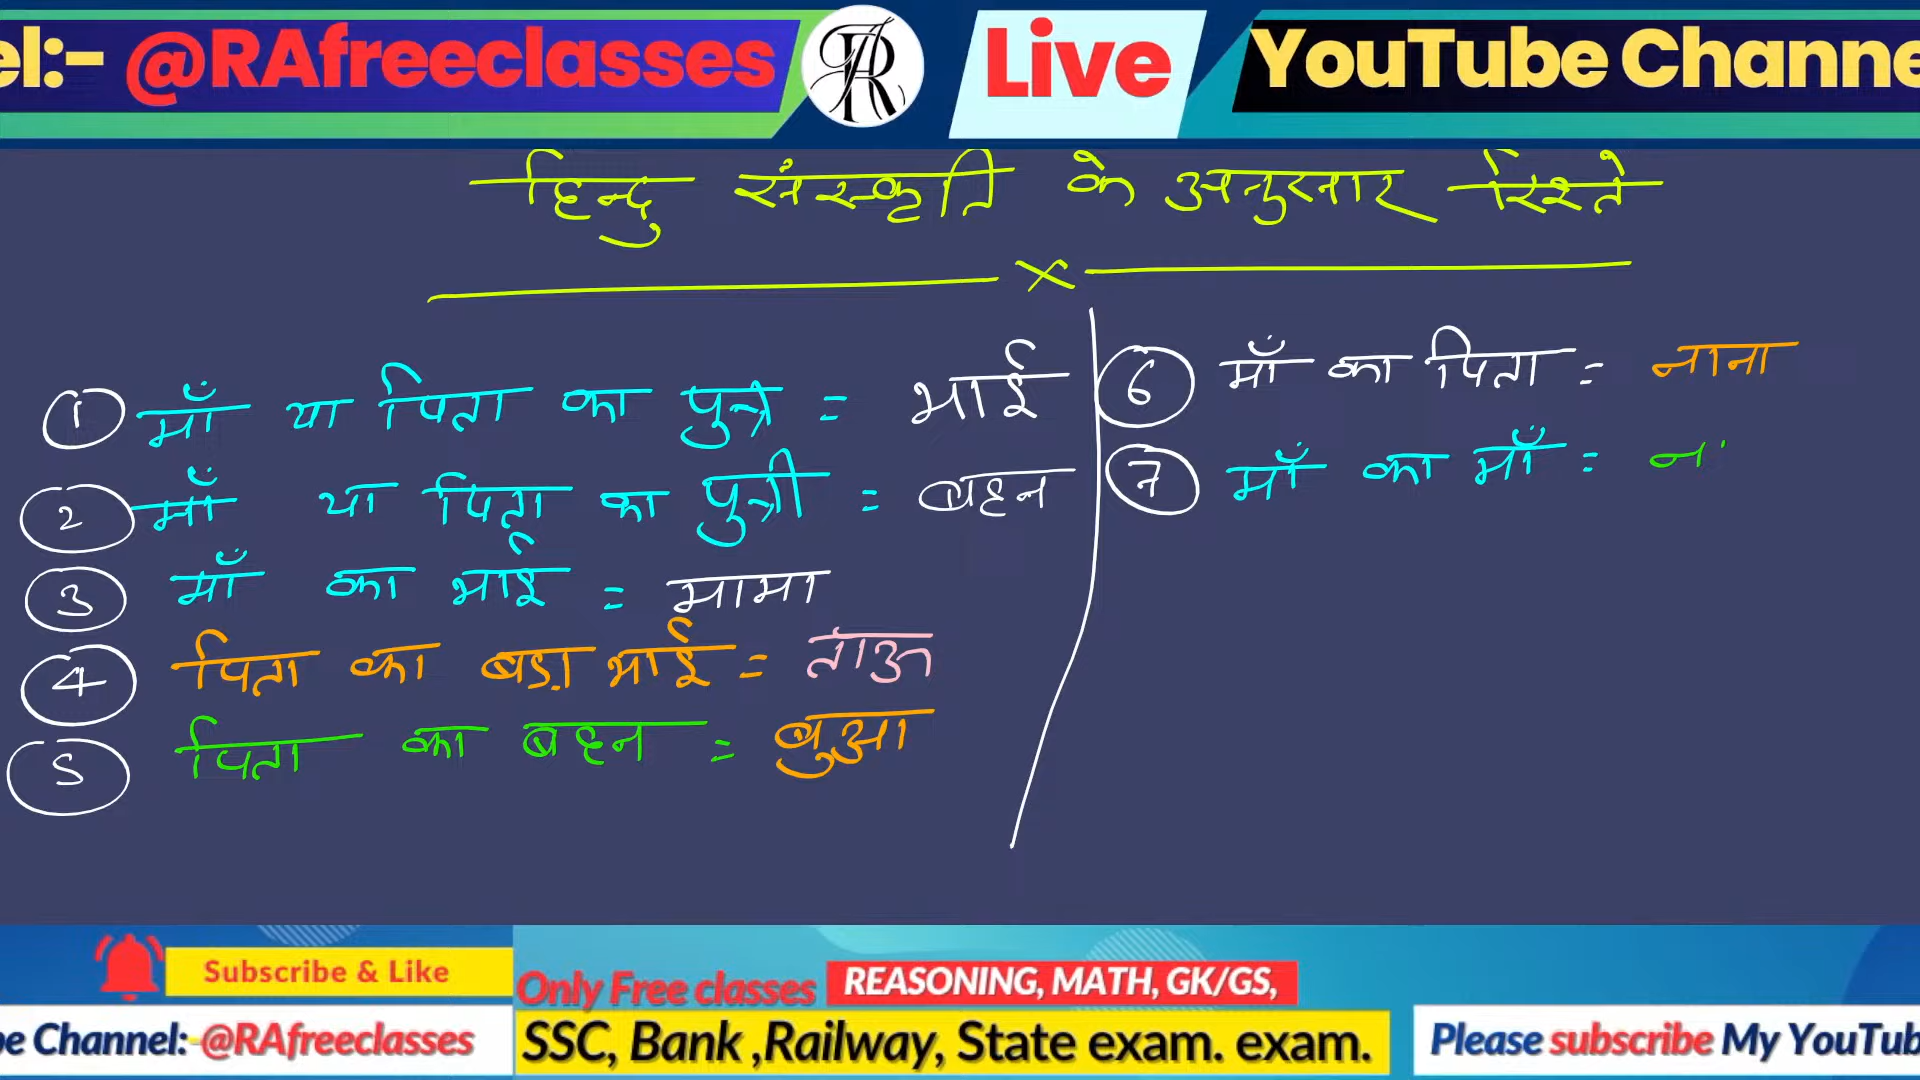 el:- @RAfreeclasses
Live
YouTube Channe
हिन्दु संस्कृति के अनुसार रिश्ते
① माँ या पिता का पुत्र = भाई
② माँ या पिता का पुत्री = बहन
③ माँ का भाई = मामा
④ पिता का बड़ा भाई = ताऊ
⑤ पिता का बहन = बुआ
⑥ माँ का पिता = नाना
⑦ माँ का माँ = न
Subscribe & Like
Only Free classes REASONING, MATH, GK/GS,
be Channel:-@RAfreeclasses
SSC, Bank ,Railway, State exam. exam.
Please subscribe My YouTub